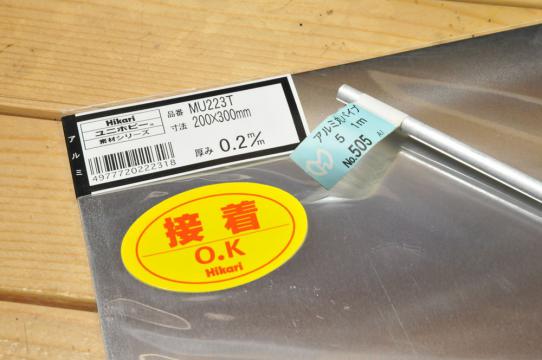 Hikari
ユニホビー®
素材シリーズ
品番 MU223T
寸法 200X300mm
厚み 0.2m/m
アルミ
4977720222318
アルミ丸パイプ
5 1m
No.505
接着
O.K
Hikari